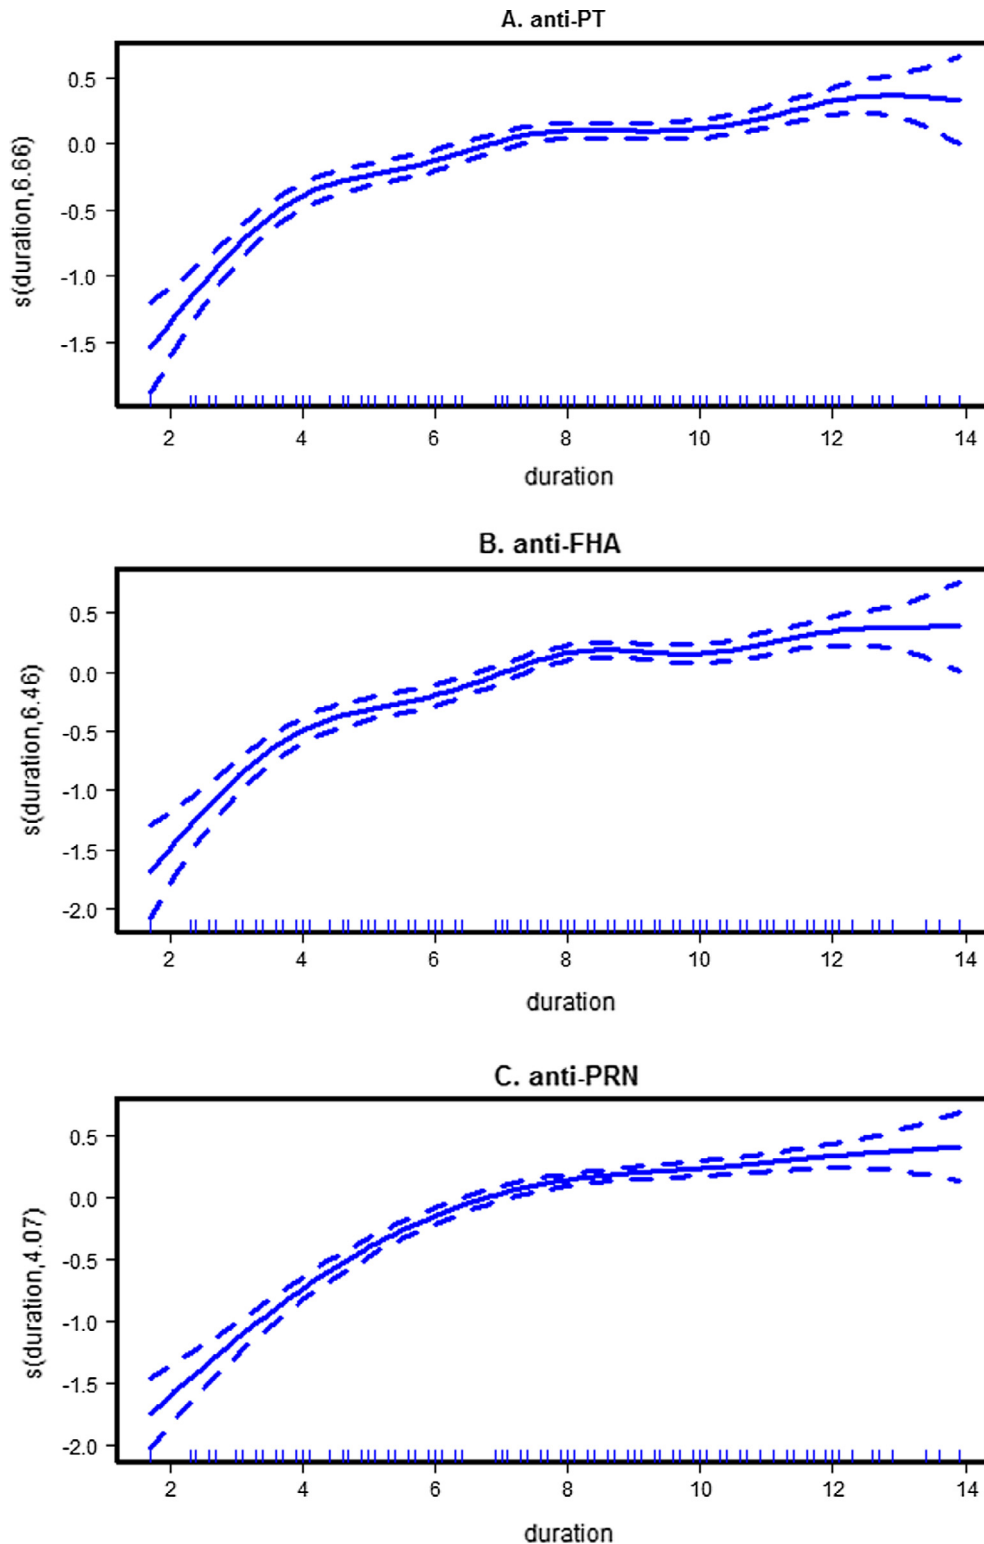 A. anti-PT
s(duration,6.66)
0.5
0.0
-0.5
-1.0
-1.5
2 4 6 8 10 12 14
duration
B. anti-FHA
s(duration,6.46)
0.5
0.0
-0.5
-1.0
-1.5
-2.0
2 4 6 8 10 12 14
duration
C. anti-PRN
s(duration,4.07)
0.5
0.0
-0.5
-1.0
-1.5
-2.0
2 4 6 8 10 12 14
duration